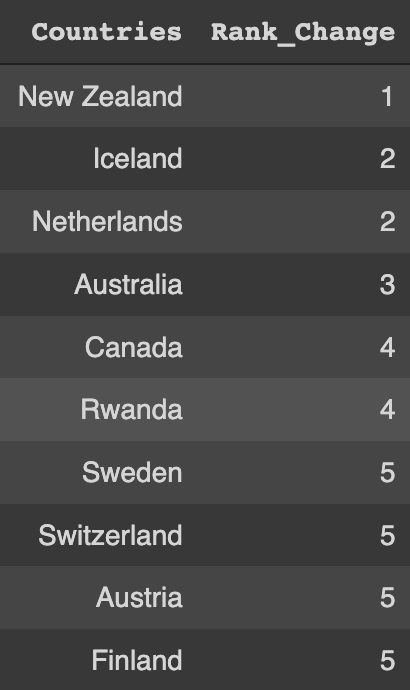 Countries Rank_Change
New Zealand 1
Iceland 2
Netherlands 2
Australia 3
Canada 4
Rwanda 4
Sweden 5
Switzerland 5
Austria 5
Finland 5